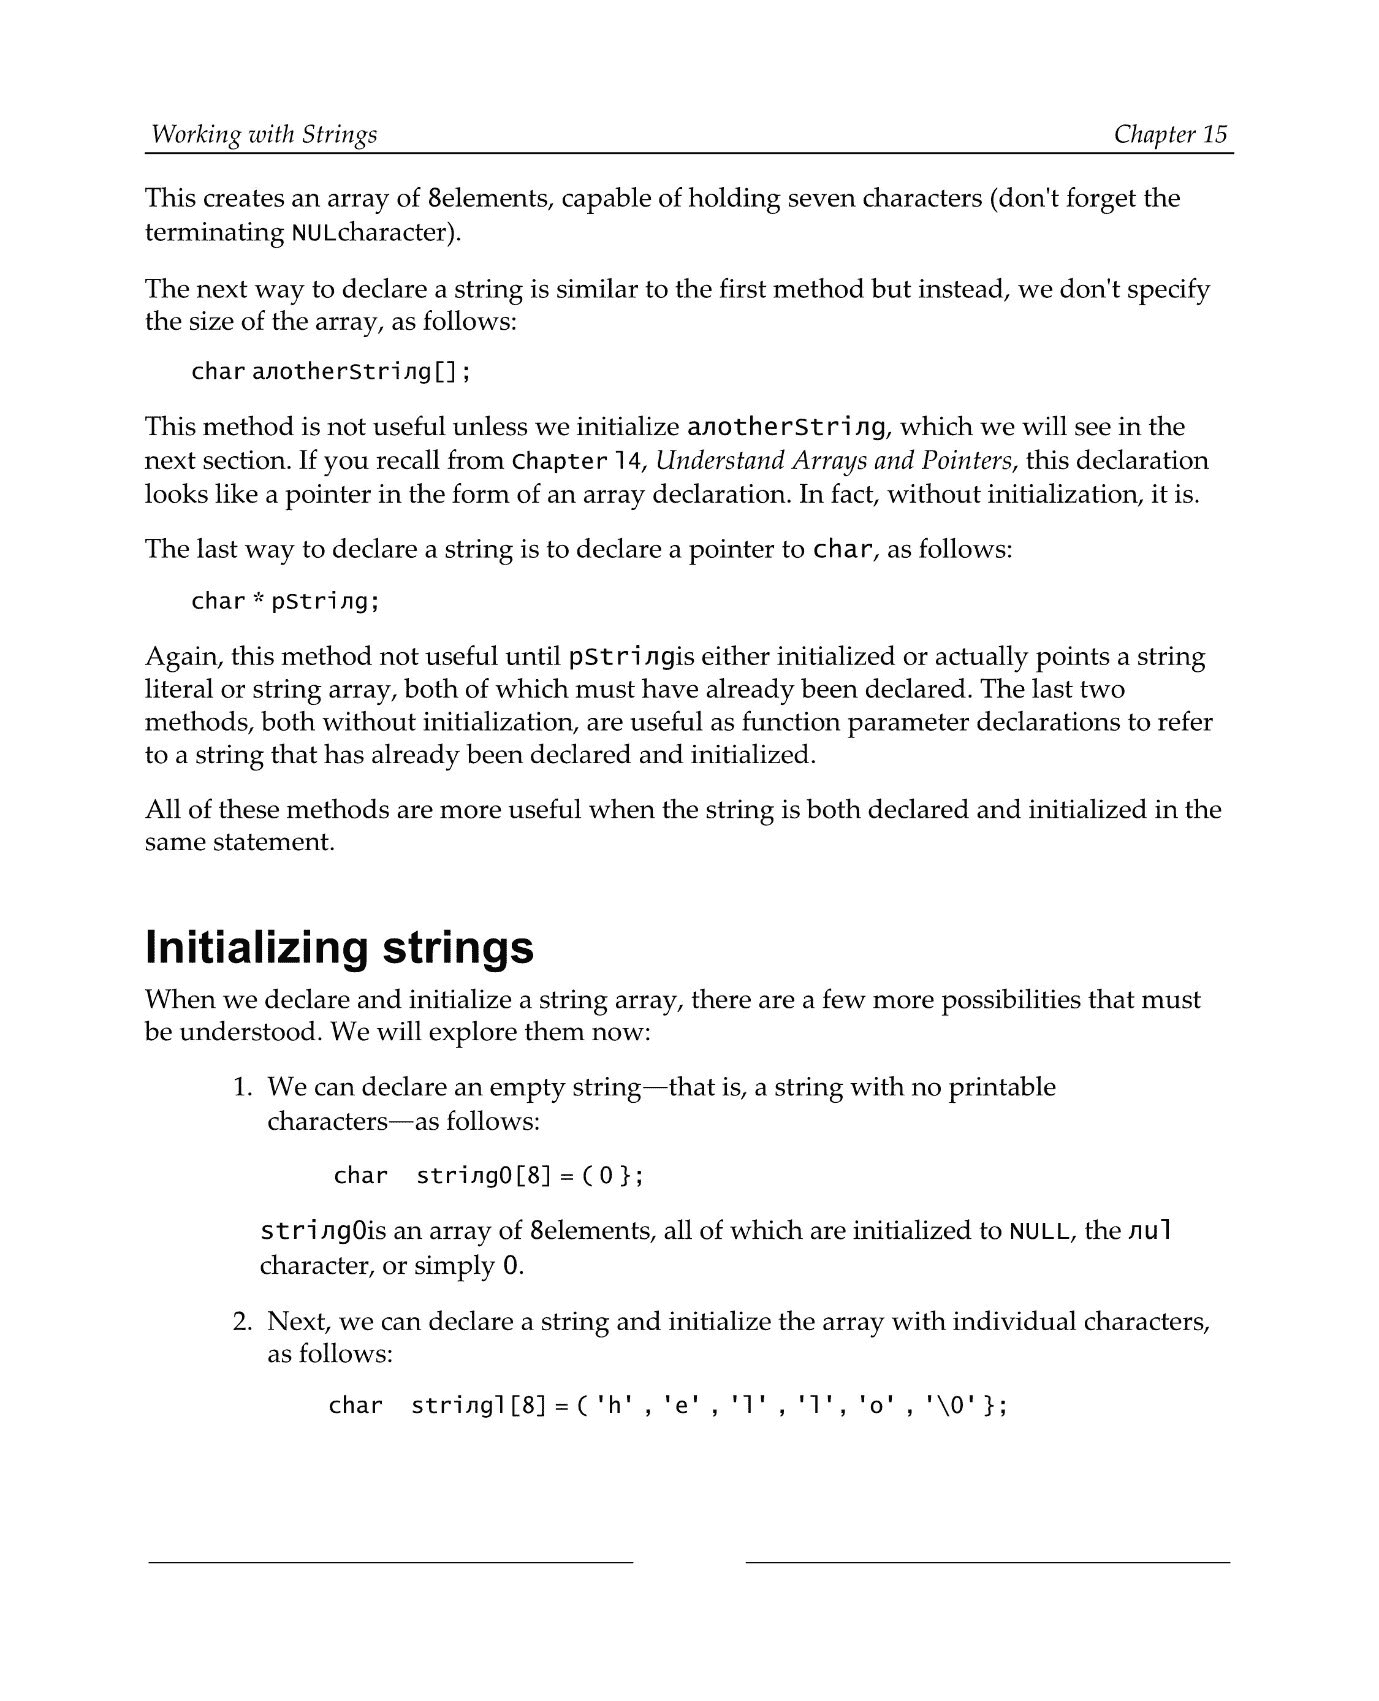 Working with Strings Chapter 15
This creates an array of 8elements, capable of holding seven characters (don't forget the
terminating NULcharacter).
The next way to declare a string is similar to the first method but instead, we don't specify
the size of the array, as follows:
char aлotherStriлg[];
This method is not useful unless we initialize aлotherStriлg, which we will see in the
next section. If you recall from Chapter l4, Understand Arrays and Pointers, this declaration
looks like a pointer in the form of an array declaration. In fact, without initialization, it is.
The last way to declare a string is to declare a pointer to char, as follows:
char * pStriлg;
Again, this method not useful until pStriлgis either initialized or actually points a string
literal or string array, both of which must have already been declared. The last two
methods, both without initialization, are useful as function parameter declarations to refer
to a string that has already been declared and initialized.
All of these methods are more useful when the string is both declared and initialized in the
same statement.
Initializing strings
When we declare and initialize a string array, there are a few more possibilities that must
be understood. We will explore them now:
1. We can declare an empty string—that is, a string with no printable
characters—as follows:
char striлg0[8] = ( 0 };
striлg0is an array of 8elements, all of which are initialized to NULL, the лul
character, or simply 0.
2. Next, we can declare a string and initialize the array with individual characters,
as follows:
char striлgl[8] = ( 'h' , 'e' , 'l' , 'l', 'o' , '\0' };